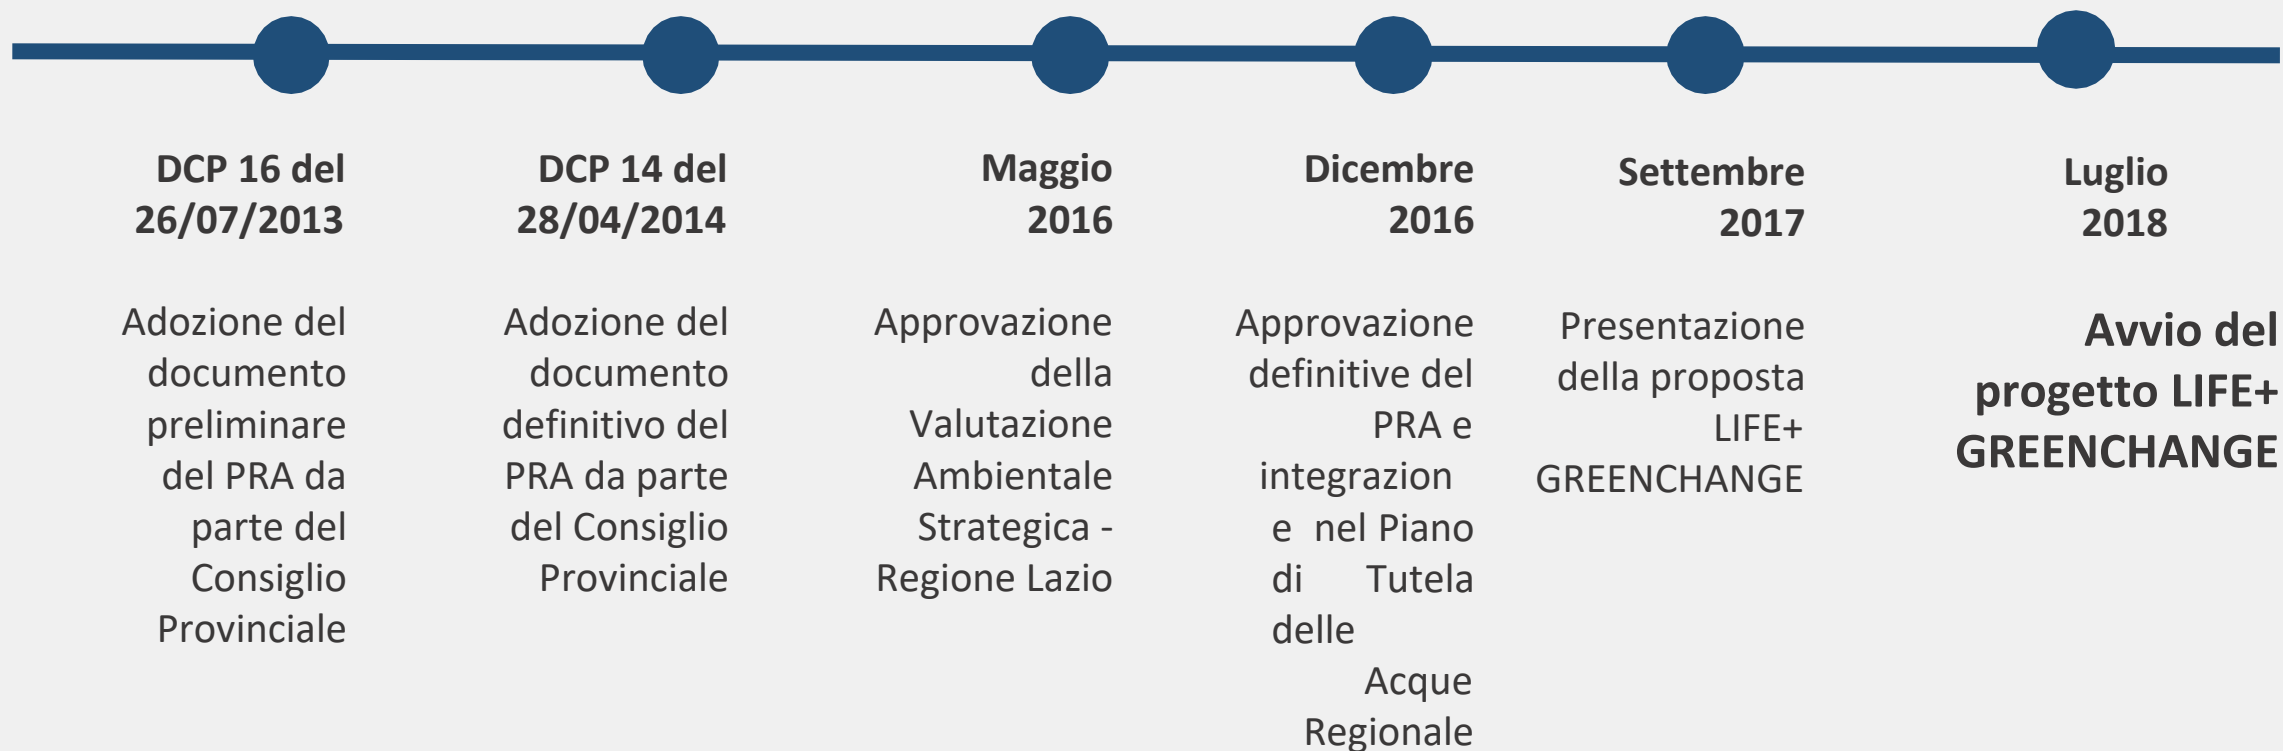 DCP 16 del
26/07/2013
Adozione del
documento
preliminare
del PRA da
parte del
Consiglio
Provinciale
DCP 14 del
28/04/2014
Adozione del
documento
definitivo del
PRA da parte
del Consiglio
Provinciale
Maggio
2016
Approvazione
della
Valutazione
Ambientale
Strategica -
Regione Lazio
Dicembre
2016
Approvazione
definitive del
PRA e
integrazion
e nel Piano
di Tutela
delle
Acque
Regionale
Settembre
2017
Presentazione
della proposta
LIFE+
GREENCHANGE
Luglio
2018
Avvio del
progetto LIFE+
GREENCHANGE